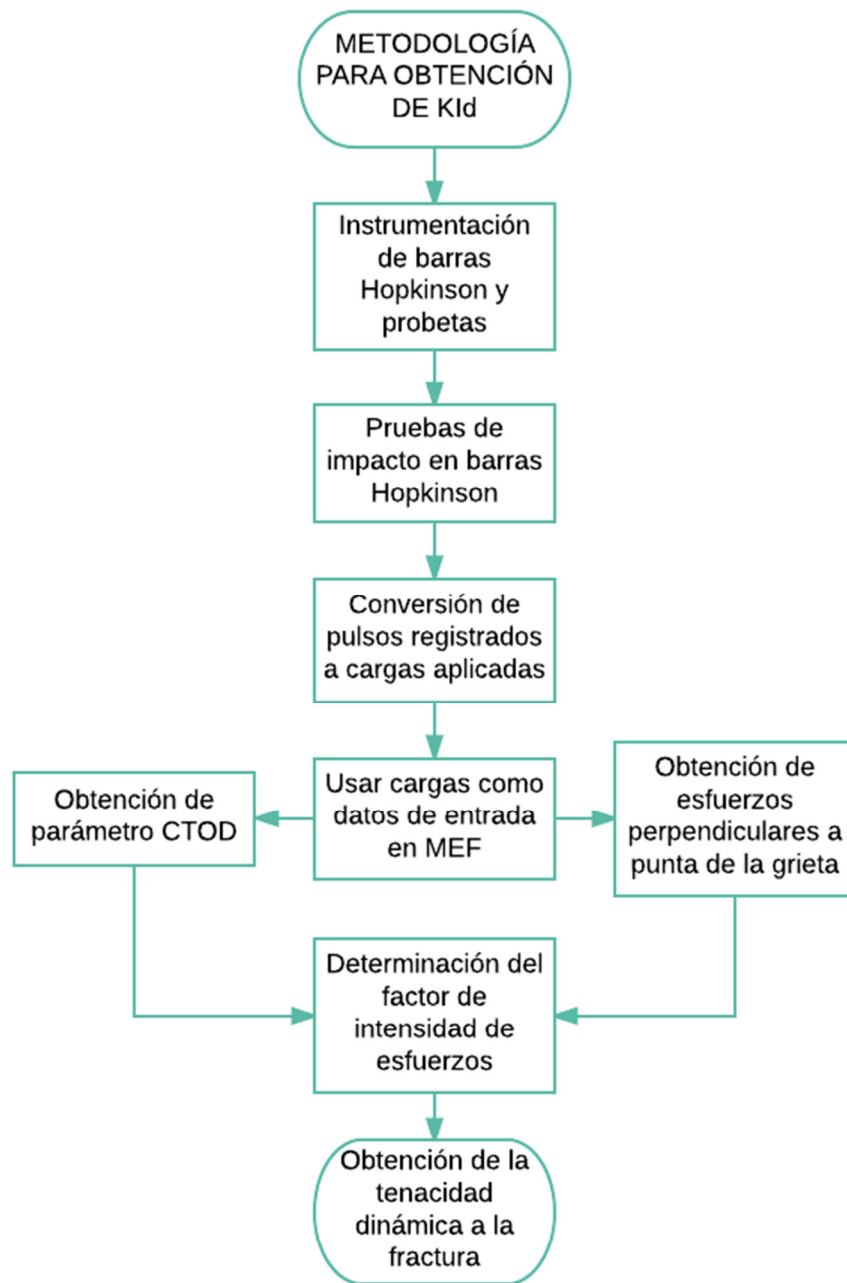 METODOLOGÍA
PARA OBTENCIÓN
DE KId
Instrumentación
de barras
Hopkinson y
probetas
Pruebas de
impacto en barras
Hopkinson
Conversión de
pulsos registrados
a cargas aplicadas
Obtención de
parámetro CTOD
Usar cargas como
datos de entrada
en MEF
Obtención de
esfuerzos
perpendiculares a
punta de la grieta
Determinación del
factor de
intensidad de
esfuerzos
Obtención de la
tenacidad
dinámica a la
fractura